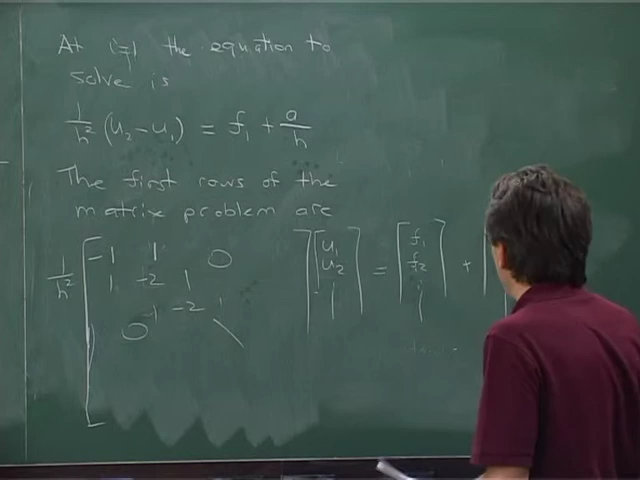 At i=1 the equation to
solve is
1/h² (u₂ - u₁) = f₁ + a/h
The first rows of the
matrix problem are
1/h² [ -1 1 0 ] [ u₁ ] = [ f₁ ] + [
1 -2 1 u₂ f₂
1 -2 1
0 \